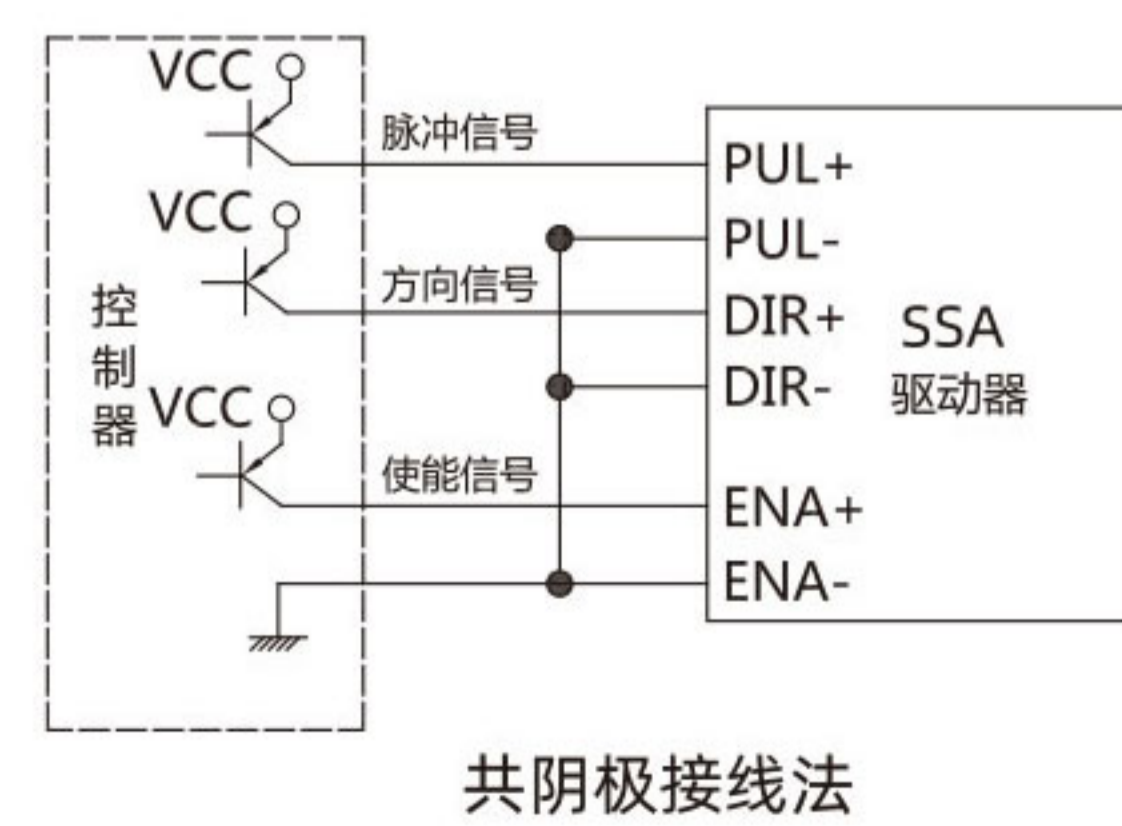 VCC
脉冲信号
PUL+
VCC
PUL-
方向信号
DIR+
控制器
SSA
驱动器
DIR-
VCC
使能信号
ENA+
ENA-
共阴极接线法